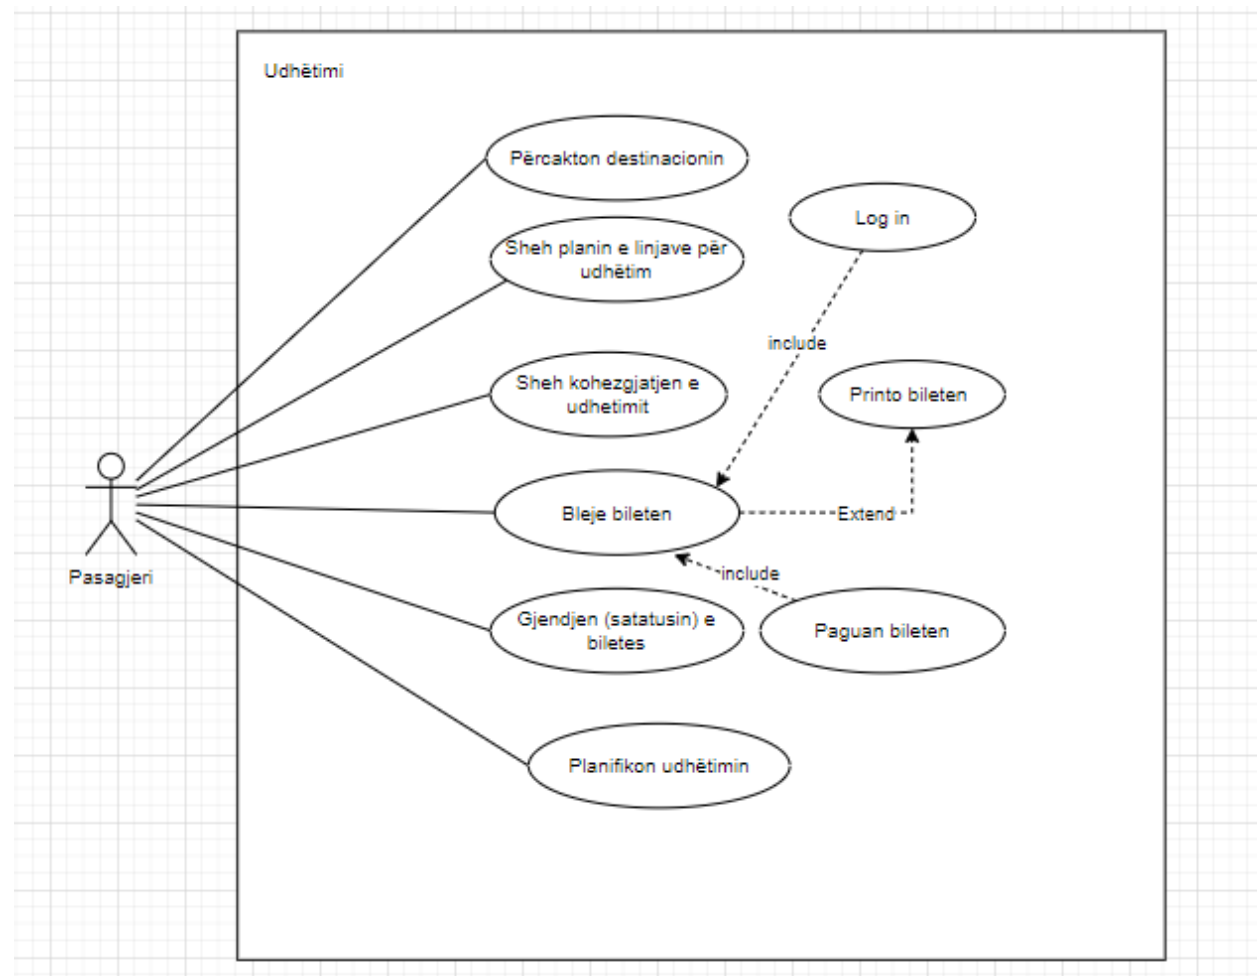 Udhëtimi
Përcakton destinacionin
Log in
Sheh planin e linjave për
udhëtim
include
Sheh kohezgjatjen e
udhetimit
Printo bileten
Bleje bileten
Extend
Pasagjeri
include
Gjendjen (satatusin) e
biletes
Paguan bileten
Planifikon udhëtimin